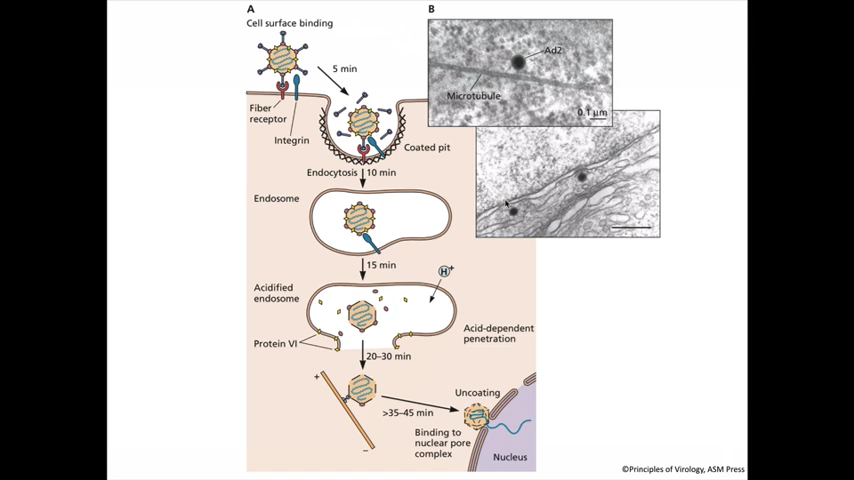 A
Cell surface binding
5 min
Fiber
receptor
Integrin
Coated pit
Endocytosis
10 min
Endosome
15 min
H+
Acidified
endosome
Acid-dependent
penetration
Protein VI
20–30 min
+
–
>35–45 min
Uncoating
Binding to
nuclear pore
complex
Nucleus
B
Ad2
Microtubule
0.1 µm
©Principles of Virology, ASM Press